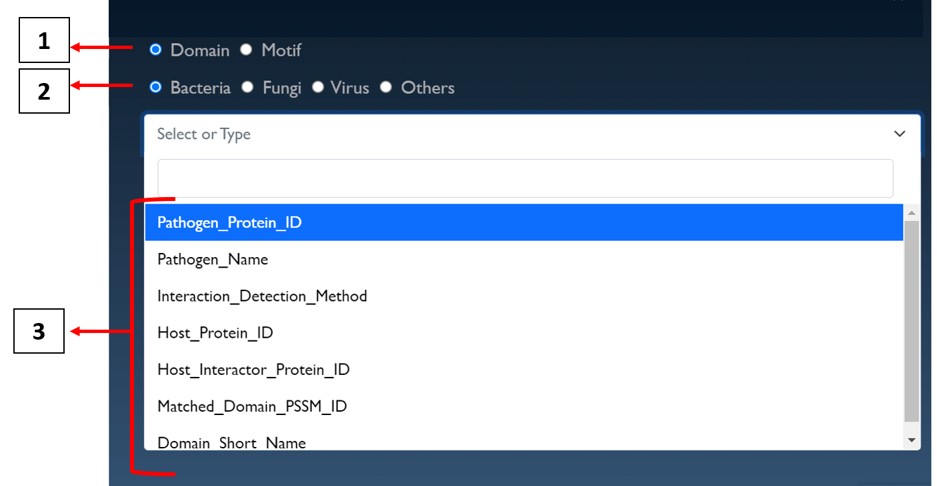 1
Domain Motif
2
Bacteria Fungi Virus Others
Select or Type
Pathogen_Protein_ID
Pathogen_Name
Interaction_Detection_Method
3
Host_Protein_ID
Host_Interactor_Protein_ID
Matched_Domain_PSSM_ID
Domain_Short_Name